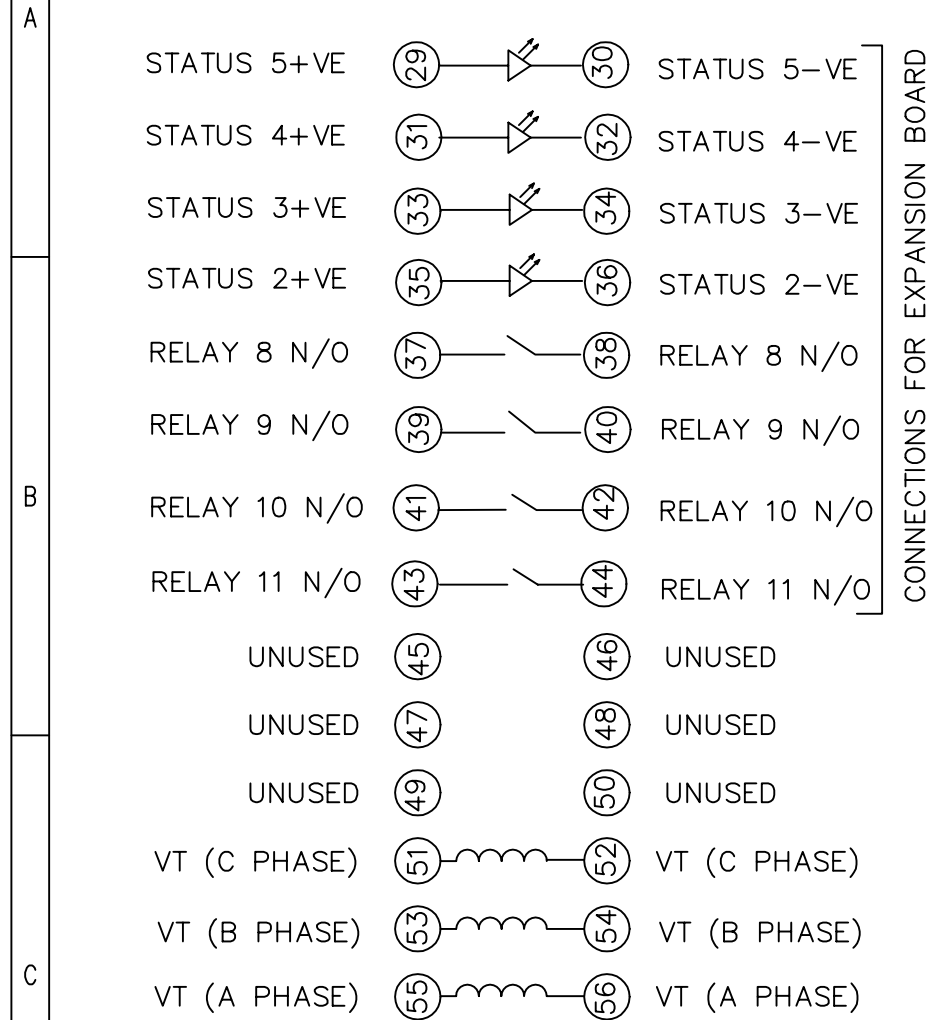 A
STATUS 5+VE 29 30 STATUS 5-VE
STATUS 4+VE 31 32 STATUS 4-VE
STATUS 3+VE 33 34 STATUS 3-VE
STATUS 2+VE 35 36 STATUS 2-VE
RELAY 8 N/O 37 38 RELAY 8 N/O
RELAY 9 N/O 39 40 RELAY 9 N/O
B
RELAY 10 N/O 41 42 RELAY 10 N/O
RELAY 11 N/O 43 44 RELAY 11 N/O
CONNECTIONS FOR EXPANSION BOARD
UNUSED 45 46 UNUSED
UNUSED 47 48 UNUSED
UNUSED 49 50 UNUSED
VT (C PHASE) 51 52 VT (C PHASE)
VT (B PHASE) 53 54 VT (B PHASE)
C
VT (A PHASE) 55 56 VT (A PHASE)